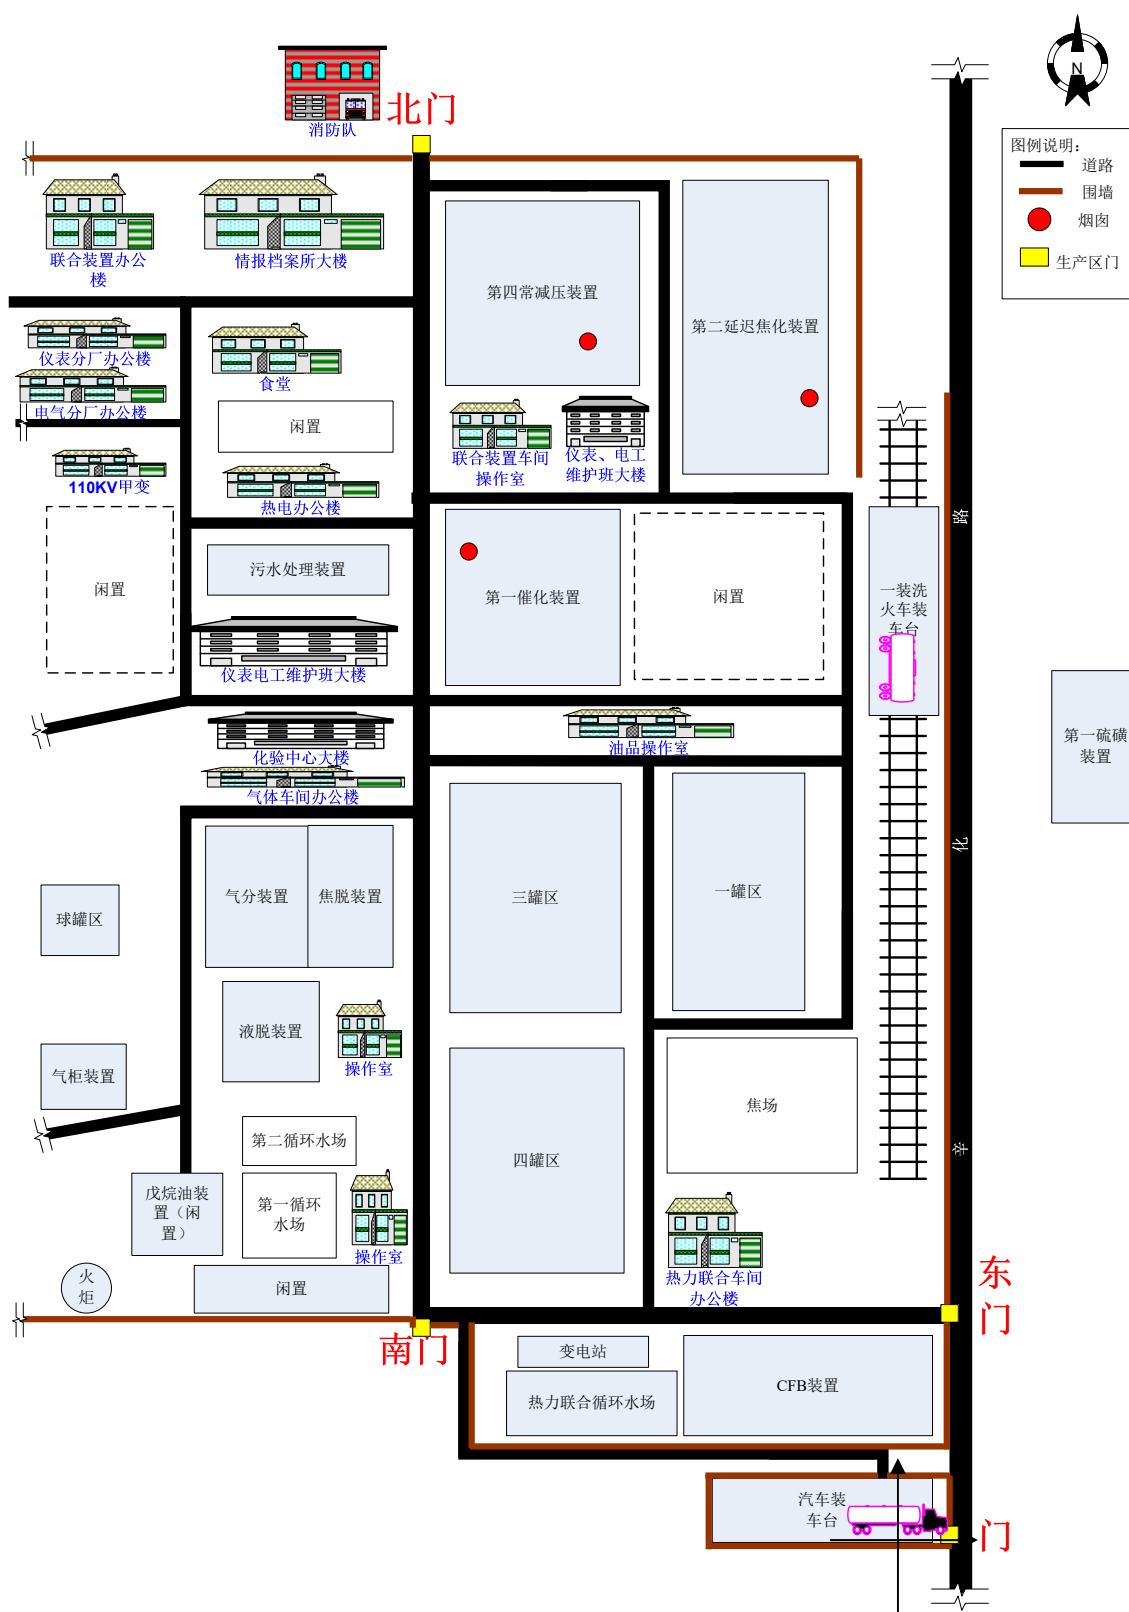 北门
消防队
N
图例说明：
道路
围墙
烟囱
生产区门
联合装置办公
楼
情报档案所大楼
第四常减压装置
第二延迟焦化装置
仪表分厂办公楼
食堂
电气分厂办公楼
闲置
联合装置车间
操作室
仪表、电工
维护班大楼
110KV甲变
热电办公楼
路
闲置
污水处理装置
第一催化装置
闲置
一装洗
火车装
车台
仪表电工维护班大楼
第一硫磺
装置
化验中心大楼
油品操作室
气体车间办公楼
化
气分装置
焦脱装置
三罐区
一罐区
球罐区
液脱装置
操作室
气柜装置
焦场
第二循环水场
辛
四罐区
戊烷油装
置（闲
置）
第一循环
水场
操作室
热力联合车间
办公楼
火
炬
闲置
东
门
南门
变电站
热力联合循环水场
CFB装置
汽车装
车台
门